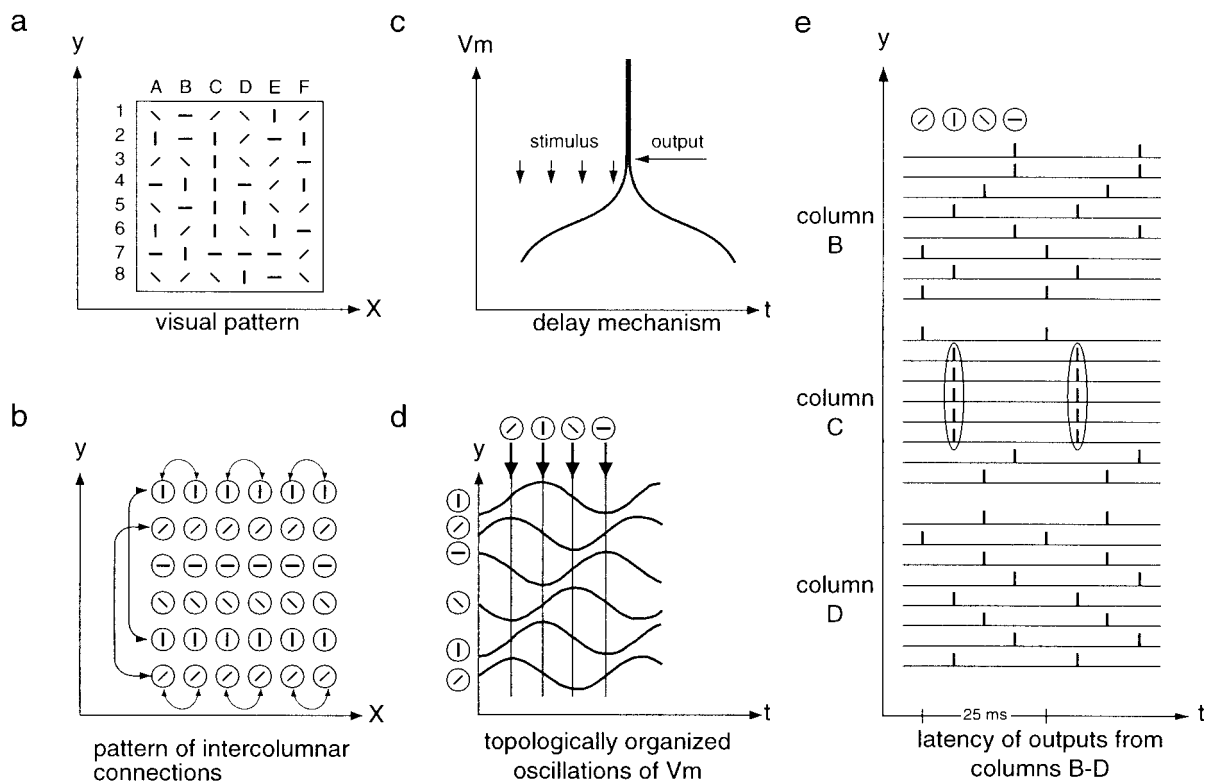 a
y
A B C D E F
1
2
3
4
5
6
7
8
X
visual pattern
b
y
X
pattern of intercolumnar
connections
c
Vm
stimulus
output
t
delay mechanism
d
y
t
topologically organized
oscillations of Vm
e
y
column
B
column
C
column
D
25 ms
t
latency of outputs from
columns B-D